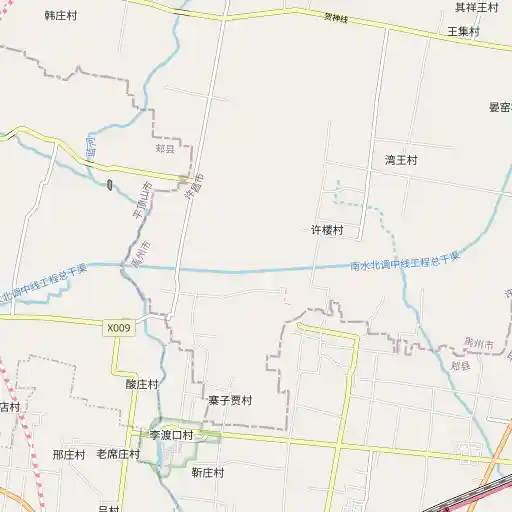 韩庄村
贺神线
其祥王村
王集村
晏窑
蓝河
郏县
湾王村
平顶山市
许昌市
许楼村
禹州市
南水北调中线工程总干渠
水北调中线工程总干渠
X009
禹州市
郏县
酸庄村
寨子贾村
店村
李渡口村
邢庄村
老席庄村
靳庄村
吕村